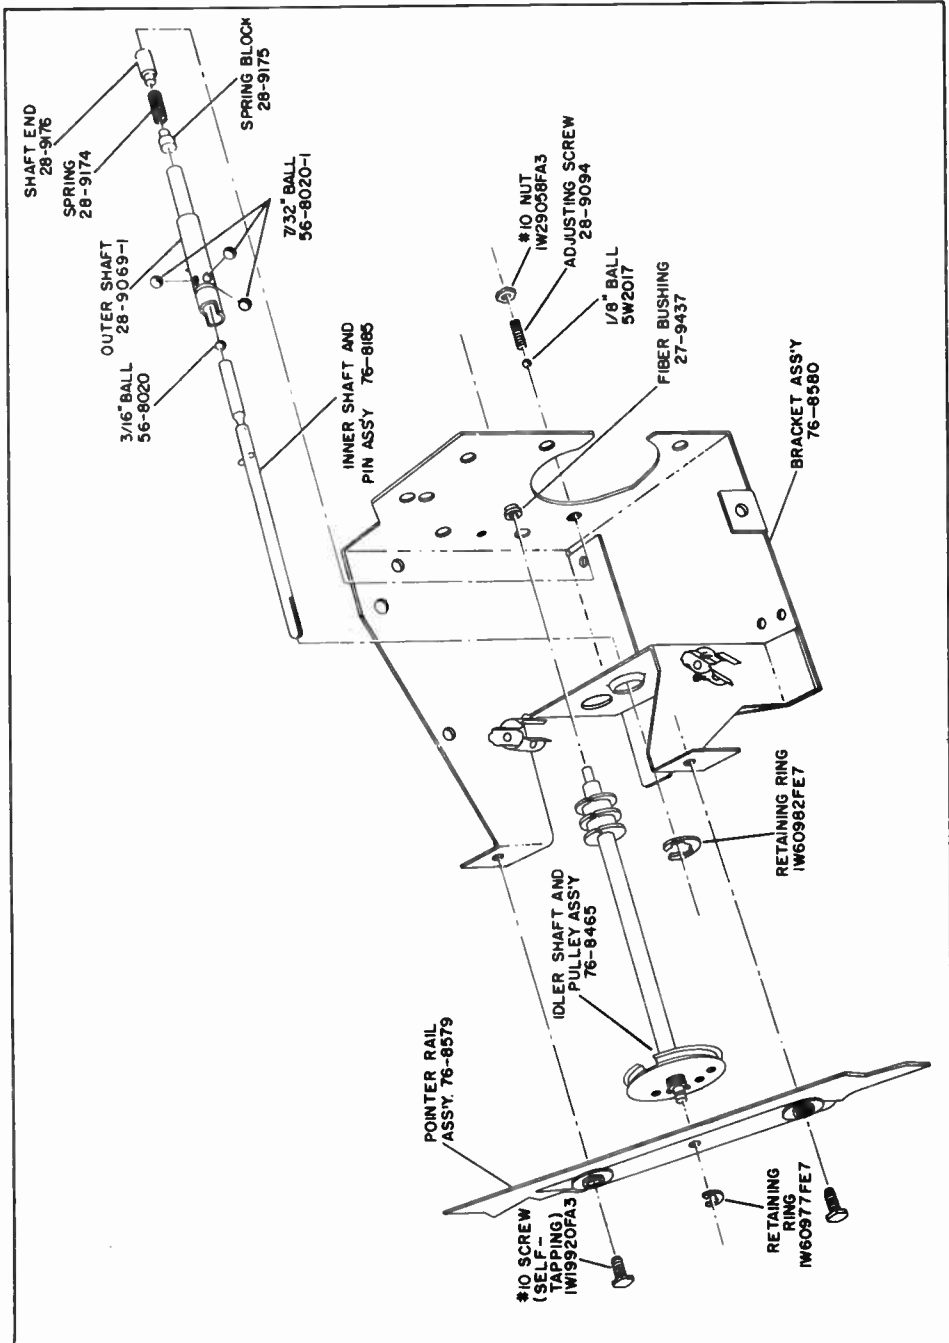 SHAFT END
28-9176
SPRING
28-9174
SPRING BLOCK
28-9175
OUTER SHAFT
28-9069-1
7/32" BALL
56-8020-1
3/16" BALL
56-8020
INNER SHAFT AND
PIN ASS'Y 76-8185
#10 NUT
1W29058FA3
ADJUSTING SCREW
28-9094
1/8" BALL
5W2017
FIBER BUSHING
27-9437
BRACKET ASS'Y
76-8580
RETAINING RING
1W60982FE7
IDLER SHAFT AND
PULLEY ASS'Y
76-8465
POINTER RAIL
ASS'Y. 76-8579
#10 SCREW
(SELF-
TAPPING)
1W19920FA3
RETAINING
RING
1W60977FE7